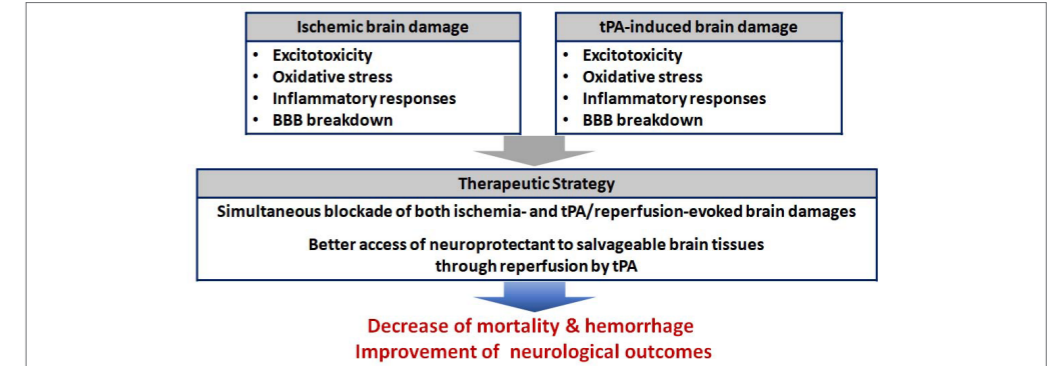 Ischemic brain damage
• Excitotoxicity
• Oxidative stress
• Inflammatory responses
• BBB breakdown
tPA-induced brain damage
• Excitotoxicity
• Oxidative stress
• Inflammatory responses
• BBB breakdown
Therapeutic Strategy
Simultaneous blockade of both ischemia- and tPA/reperfusion-evoked brain damages
Better access of neuroprotectant to salvageable brain tissues
through reperfusion by tPA
Decrease of mortality & hemorrhage
Improvement of neurological outcomes